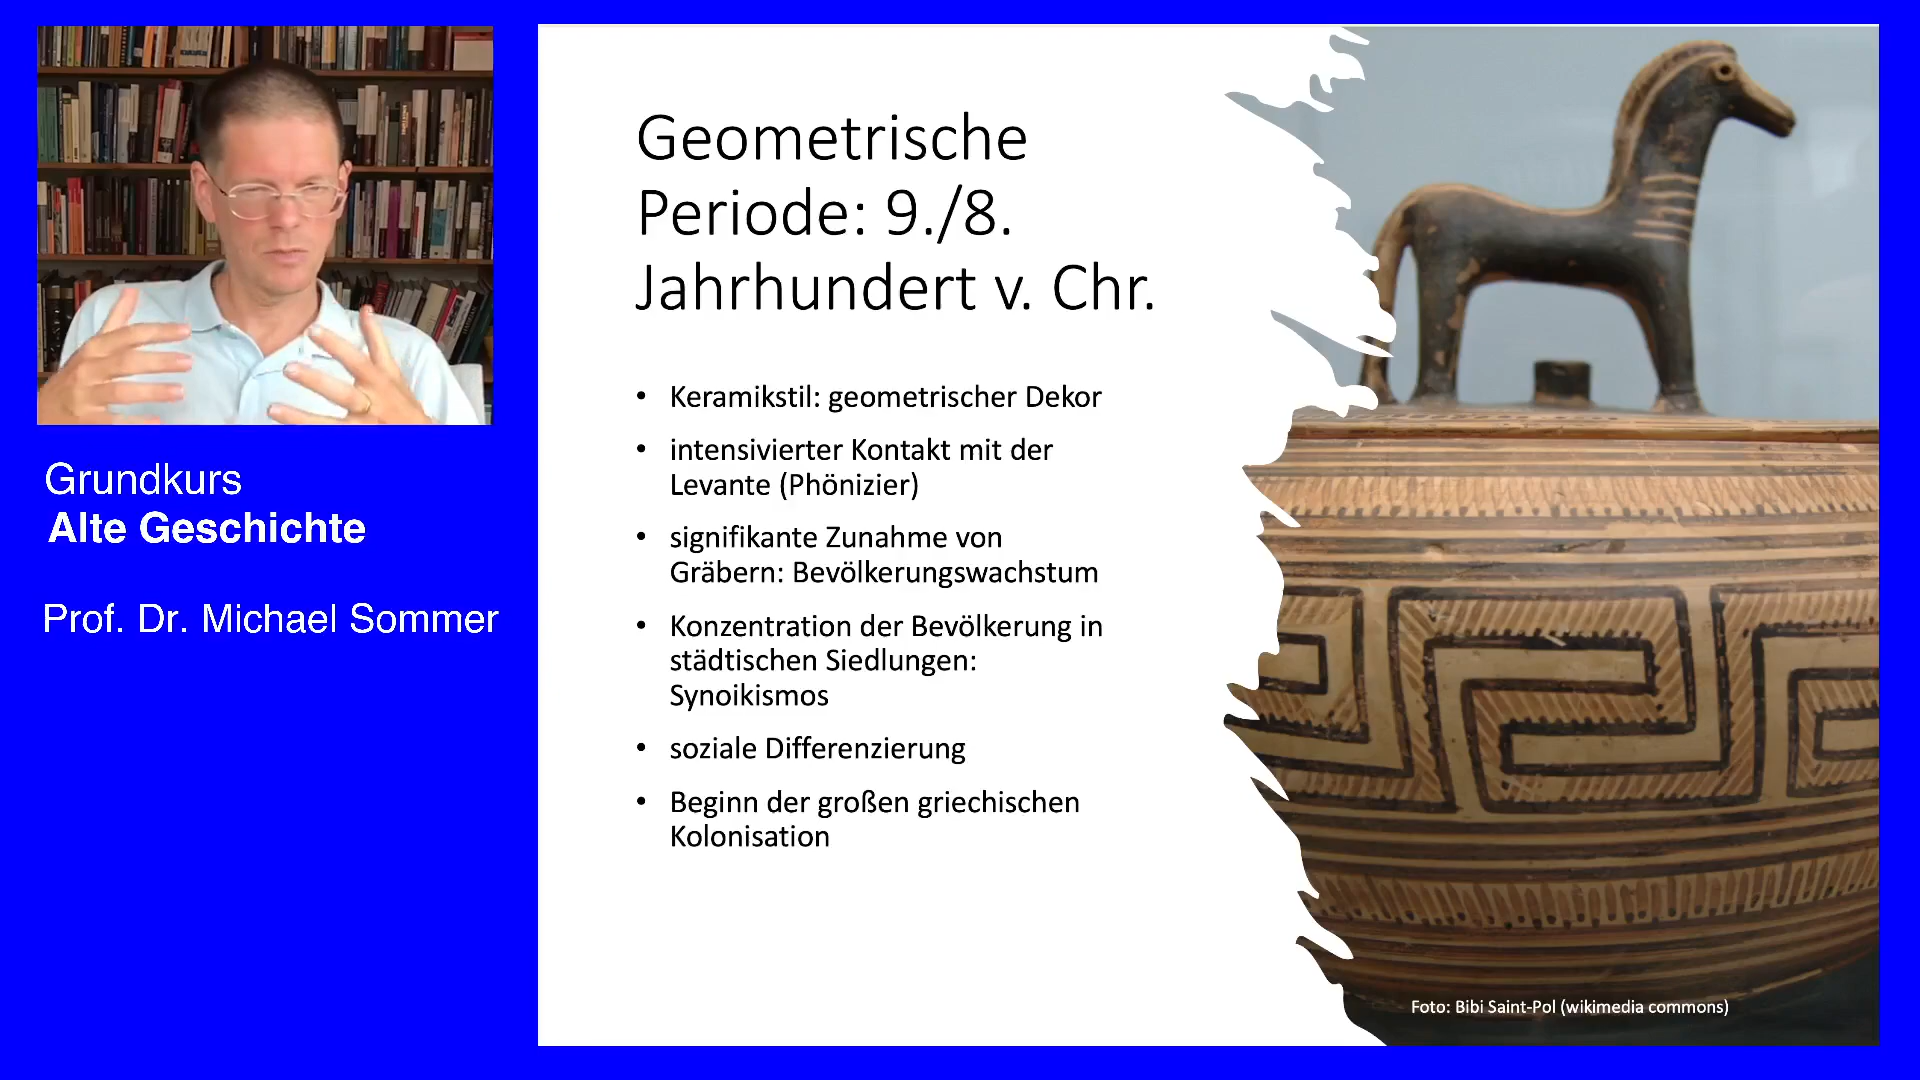 Grundkurs
Alte Geschichte
Prof. Dr. Michael Sommer
Geometrische
Periode: 9./8.
Jahrhundert v. Chr.
• Keramikstil: geometrischer Dekor
• intensivierter Kontakt mit der
Levante (Phönizier)
• signifikante Zunahme von
Gräbern: Bevölkerungswachstum
• Konzentration der Bevölkerung in
städtischen Siedlungen:
Synoikismos
• soziale Differenzierung
• Beginn der großen griechischen
Kolonisation
Foto: Bibi Saint-Pol (wikimedia commons)